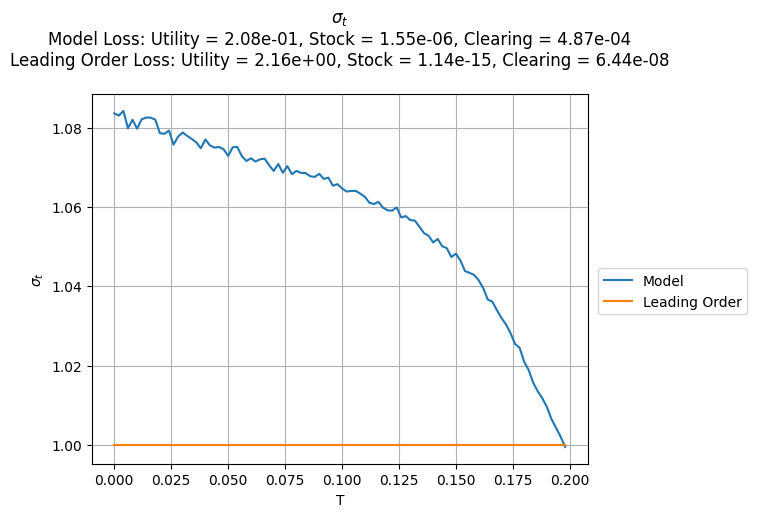 σt
Model Loss: Utility = 2.08e-01, Stock = 1.55e-06, Clearing = 4.87e-04
Leading Order Loss: Utility = 2.16e+00, Stock = 1.14e-15, Clearing = 6.44e-08
1.08
1.06
1.04
1.02
1.00
σt
0.000 0.025 0.050 0.075 0.100 0.125 0.150 0.175 0.200
T
Model
Leading Order